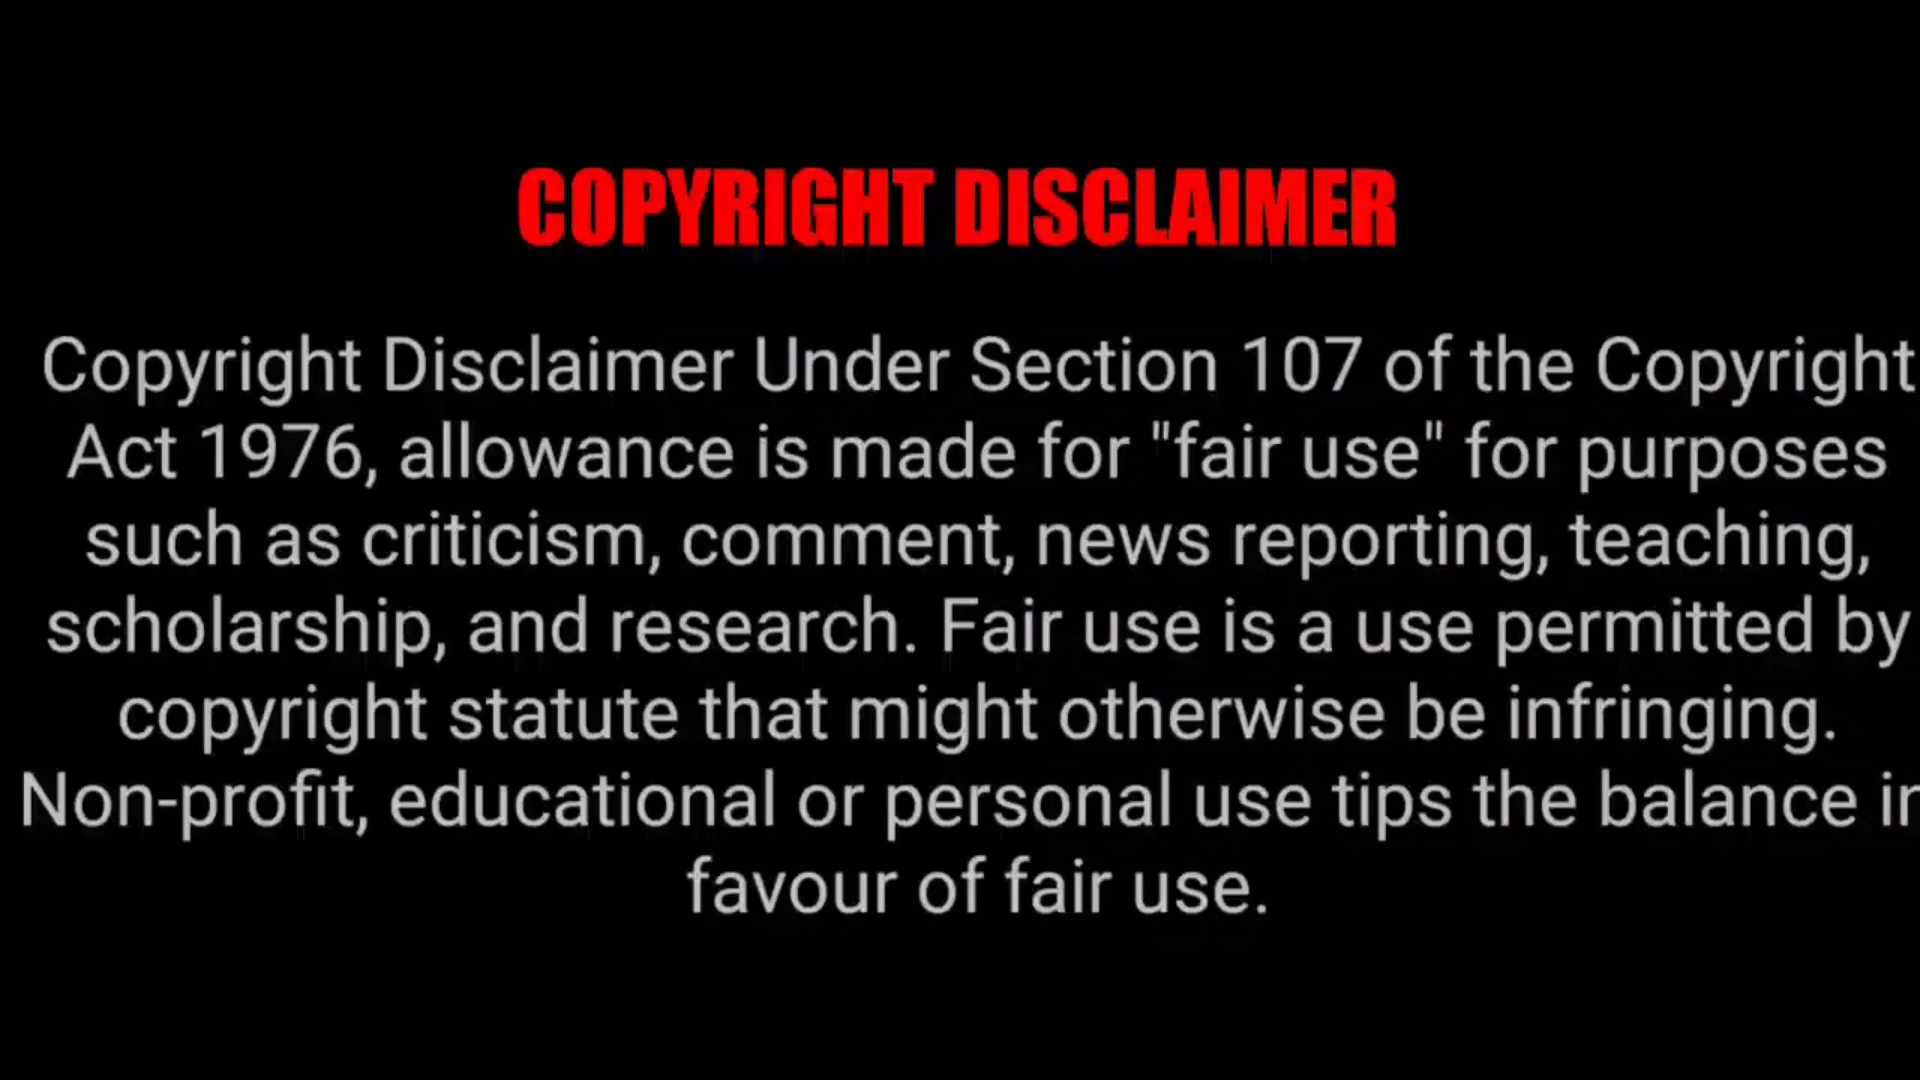 COPYRIGHT DISCLAIMER
Copyright Disclaimer Under Section 107 of the Copyright
Act 1976, allowance is made for "fair use" for purposes
such as criticism, comment, news reporting, teaching,
scholarship, and research. Fair use is a use permitted by
copyright statute that might otherwise be infringing.
Non-profit, educational or personal use tips the balance in
favour of fair use.